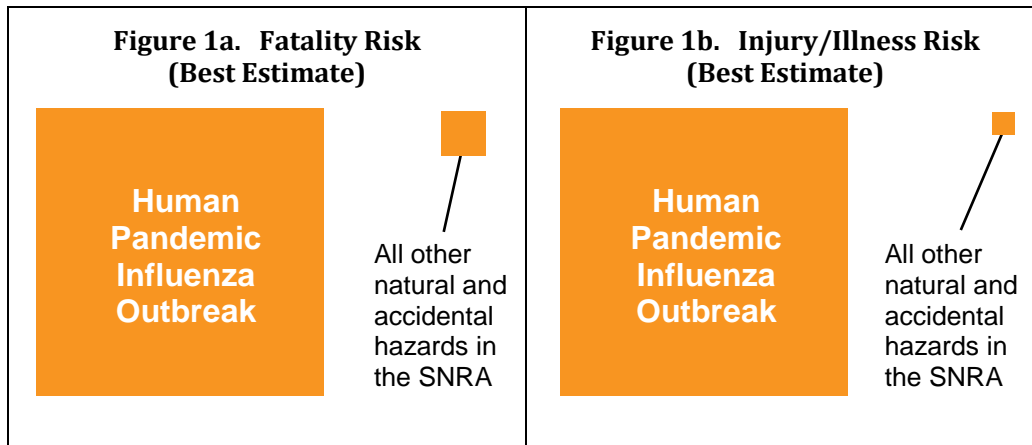 Figure 1a. Fatality Risk
(Best Estimate)
Human
Pandemic
Influenza
Outbreak
All other
natural and
accidental
hazards in
the SNRA
Figure 1b. Injury/Illness Risk
(Best Estimate)
Human
Pandemic
Influenza
Outbreak
All other
natural and
accidental
hazards in
the SNRA